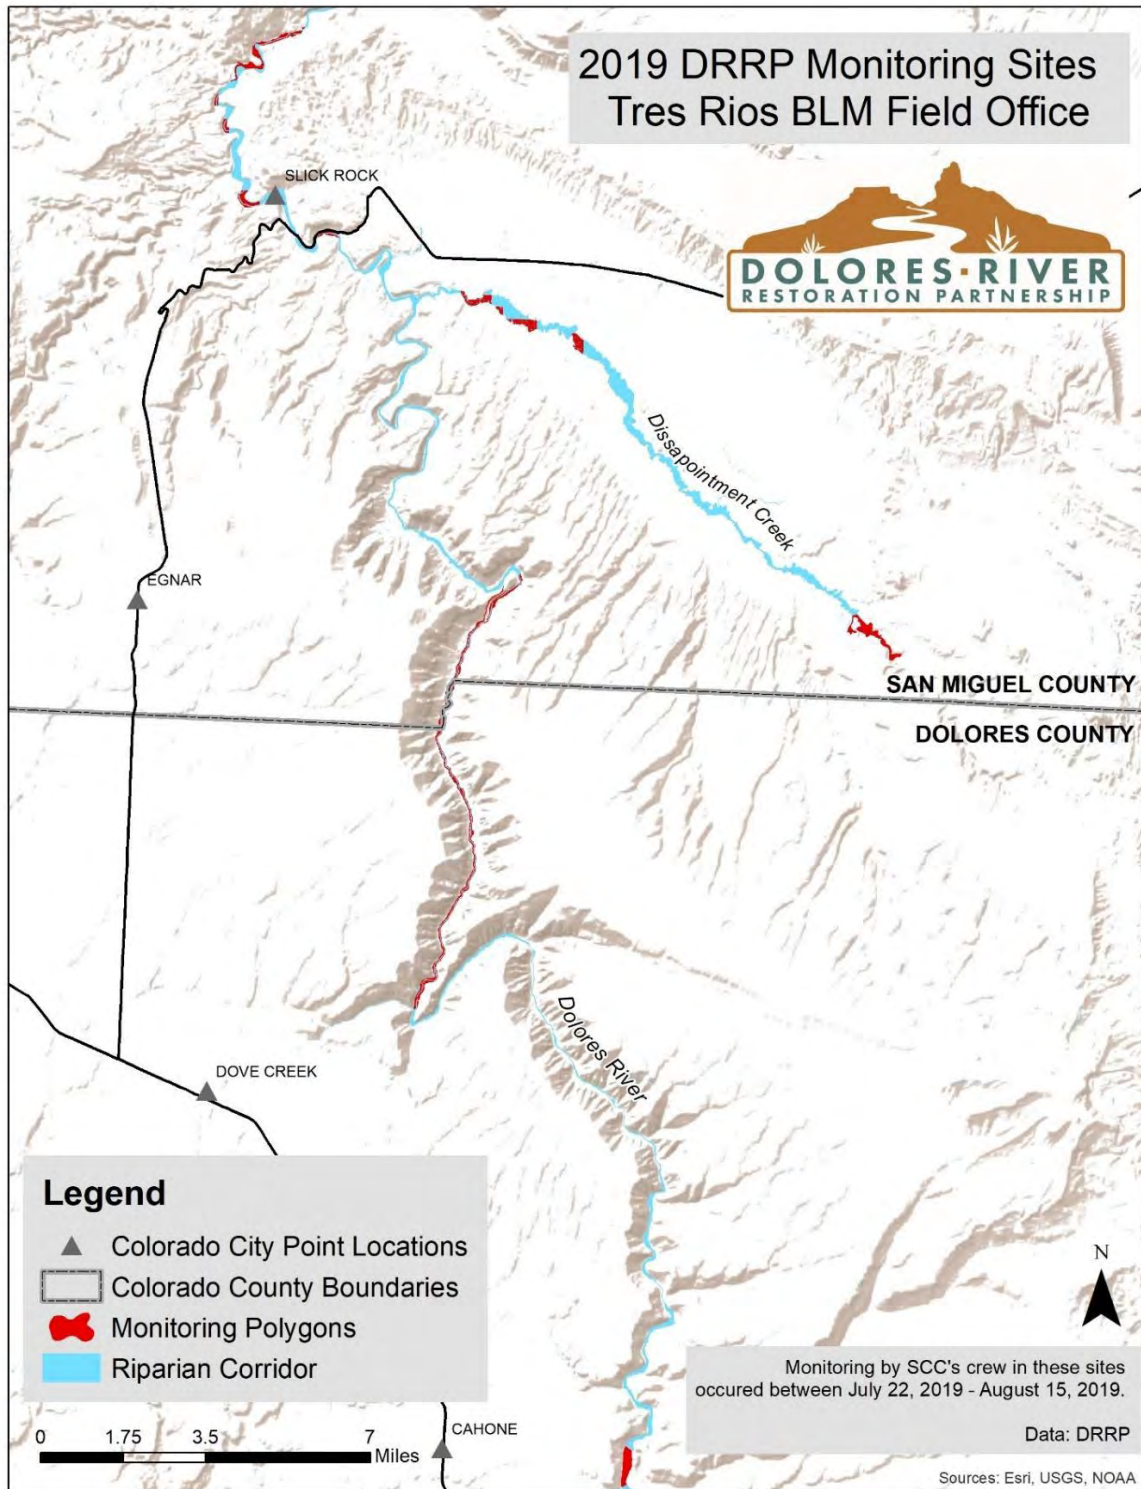 2019 DRRP Monitoring Sites
Tres Rios BLM Field Office
SLICK ROCK
DOLORES·RIVER
RESTORATION PARTNERSHIP
Dissapointment Creek
EGNAR
SAN MIGUEL COUNTY
DOLORES COUNTY
Dolores River
DOVE CREEK
Legend
Colorado City Point Locations
Colorado County Boundaries
Monitoring Polygons
Riparian Corridor
0 1.75 3.5 7
Miles
CAHONE
N
Monitoring by SCC's crew in these sites
occured between July 22, 2019 - August 15, 2019.
Data: DRRP
Sources: Esri, USGS, NOAA